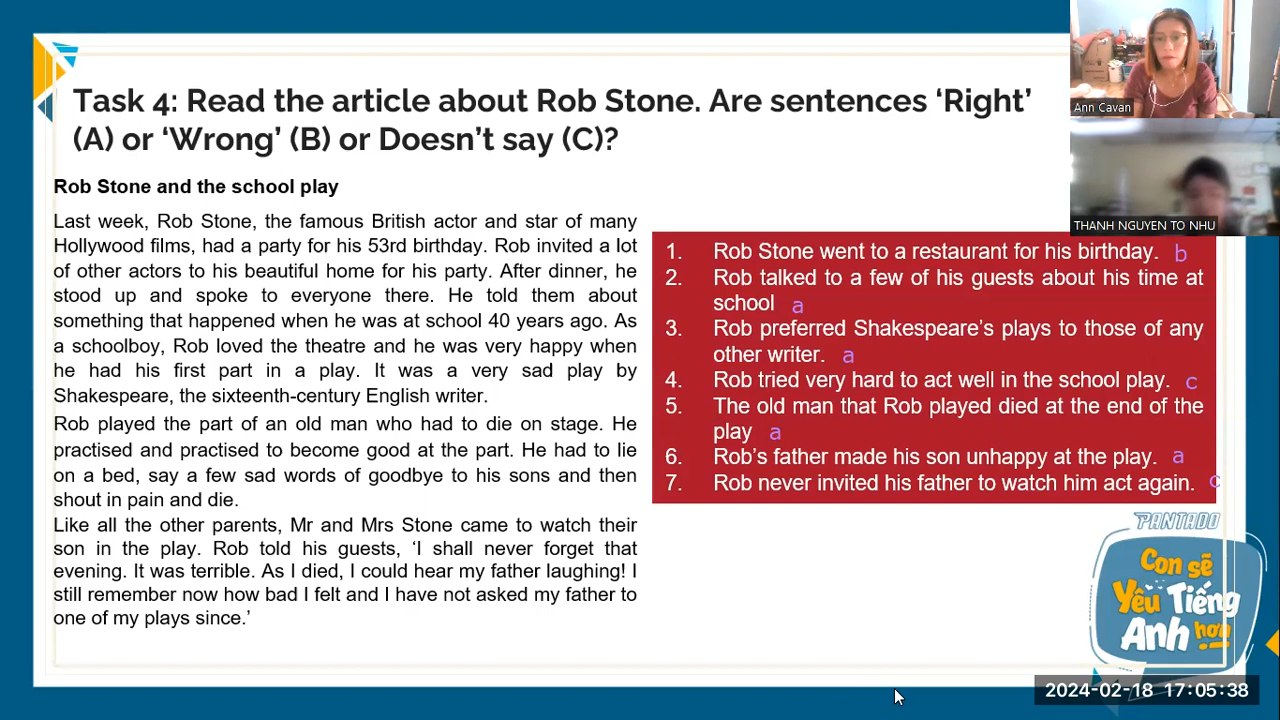 Task 4: Read the article about Rob Stone. Are sentences ‘Right’
(A) or ‘Wrong’ (B) or Doesn’t say (C)?
Rob Stone and the school play
Last week, Rob Stone, the famous British actor and star of many
Hollywood films, had a party for his 53rd birthday. Rob invited a lot
of other actors to his beautiful home for his party. After dinner, he
stood up and spoke to everyone there. He told them about
something that happened when he was at school 40 years ago. As
a schoolboy, Rob loved the theatre and he was very happy when
he had his first part in a play. It was a very sad play by
Shakespeare, the sixteenth-century English writer.
Rob played the part of an old man who had to die on stage. He
practised and practised to become good at the part. He had to lie
on a bed, say a few sad words of goodbye to his sons and then
shout in pain and die.
Like all the other parents, Mr and Mrs Stone came to watch their
son in the play. Rob told his guests, ‘I shall never forget that
evening. It was terrible. As I died, I could hear my father laughing! I
still remember now how bad I felt and I have not asked my father to
one of my plays since.’
1. Rob Stone went to a restaurant for his birthday. b
2. Rob talked to a few of his guests about his time at
school a
3. Rob preferred Shakespeare’s plays to those of any
other writer. a
4. Rob tried very hard to act well in the school play. c
5. The old man that Rob played died at the end of the
play a
6. Rob’s father made his son unhappy at the play. a
7. Rob never invited his father to watch him act again. c
Ann Cavan
THANH NGUYEN TO NHU
PANTADO
Con sẽ
Yêu Tiếng
Anh hơn
2024-02-18 17:05:38